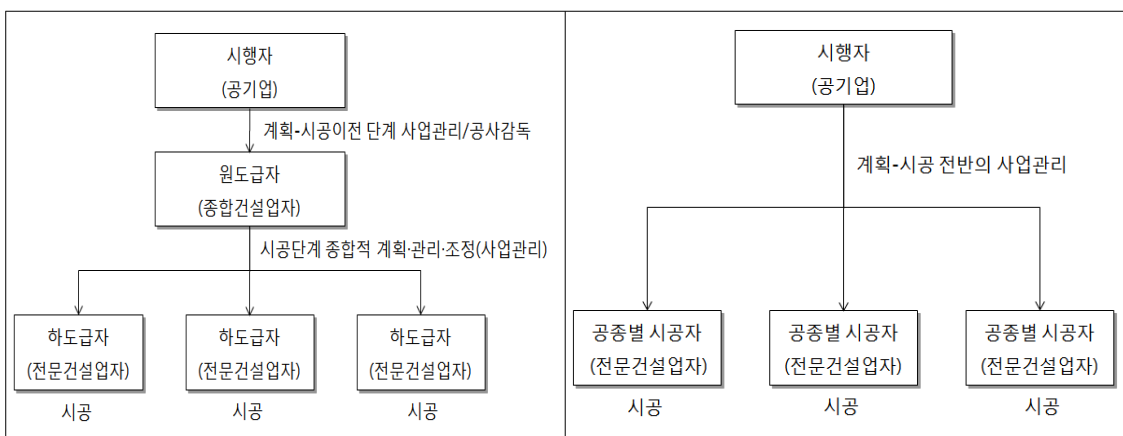 시행자
(공기업)
계획-시공이전 단계 사업관리/공사감독
원도급자
(종합건설업자)
시공단계 종합적 계획·관리·조정(사업관리)
하도급자
(전문건설업자)
시공
하도급자
(전문건설업자)
시공
하도급자
(전문건설업자)
시공
시행자
(공기업)
계획-시공 전반의 사업관리
공종별 시공자
(전문건설업자)
시공
공종별 시공자
(전문건설업자)
시공
공종별 시공자
(전문건설업자)
시공